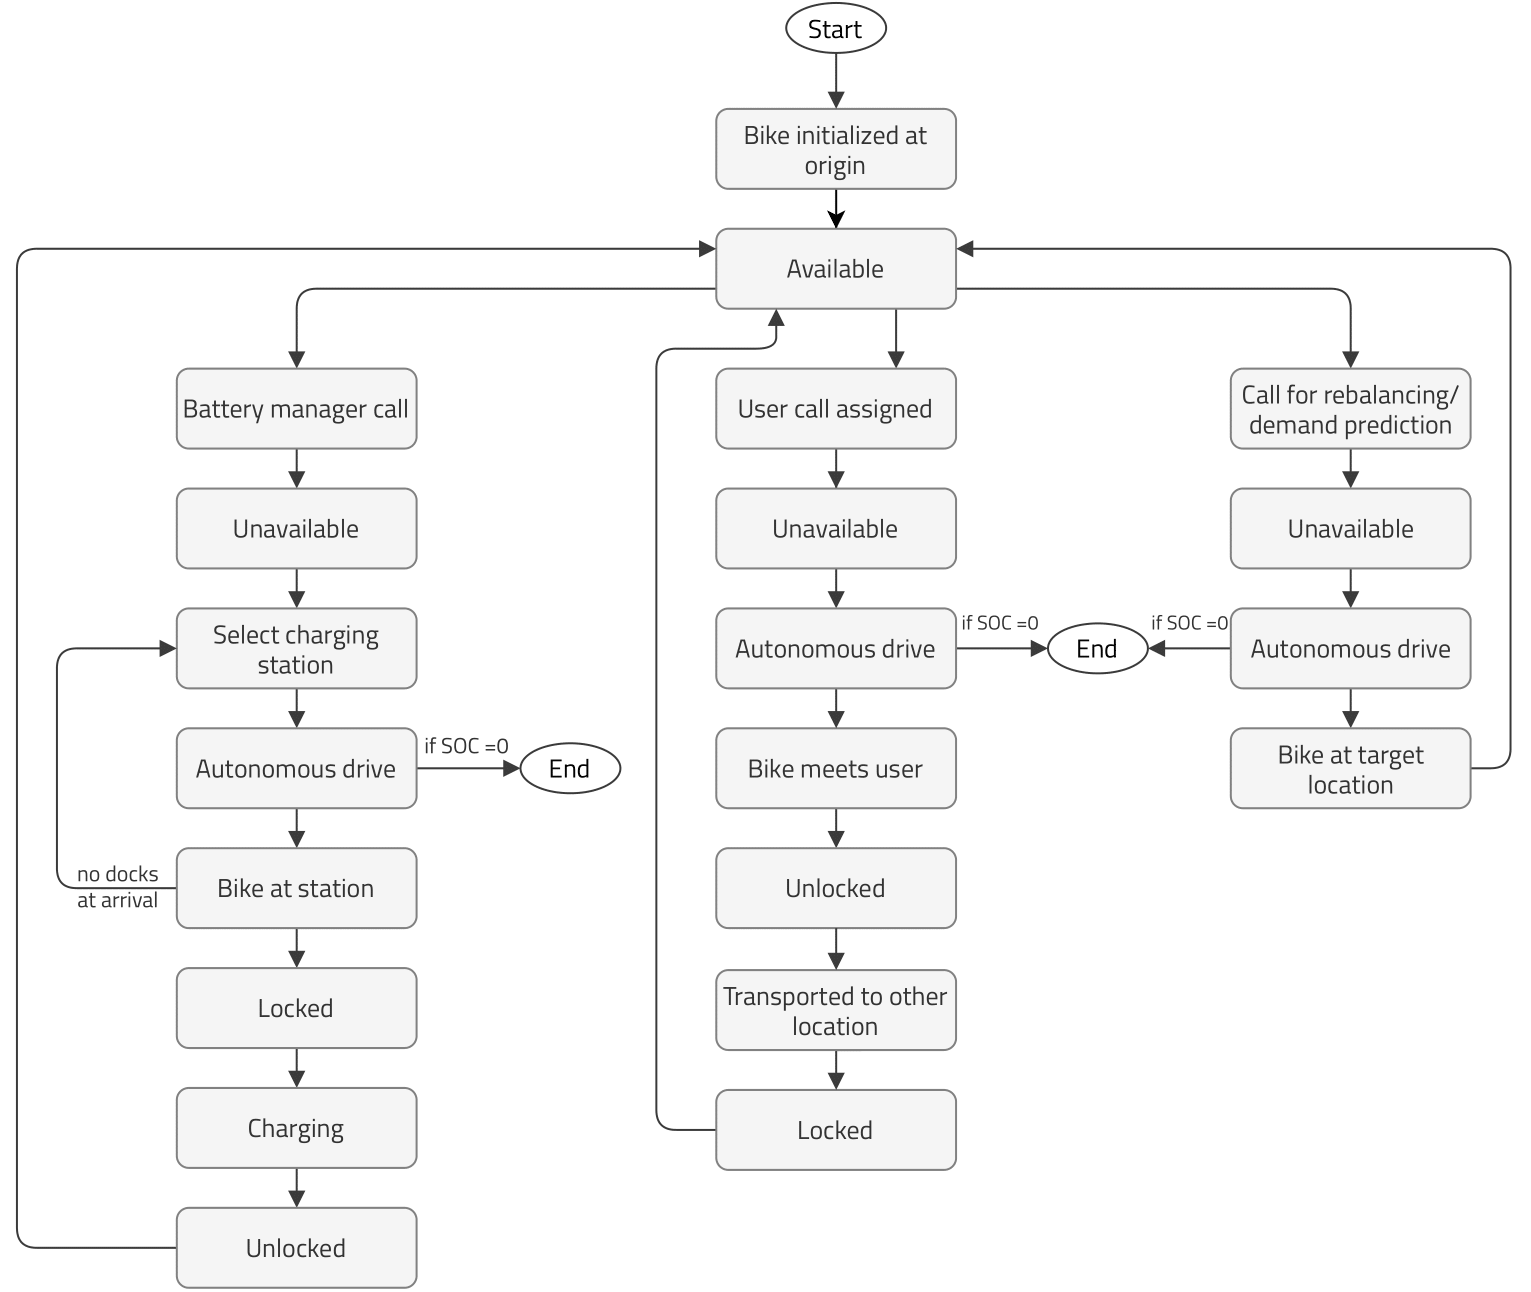 Start
Bike initialized at
origin
Available
Battery manager call
Unavailable
Select charging
station
Autonomous drive
if SOC =0
End
Bike at station
no docks
at arrival
Locked
Charging
Unlocked
User call assigned
Unavailable
Autonomous drive
if SOC =0
End
Bike meets user
Unlocked
Transported to other
location
Locked
Call for rebalancing/
demand prediction
Unavailable
if SOC =0
Autonomous drive
Bike at target
location